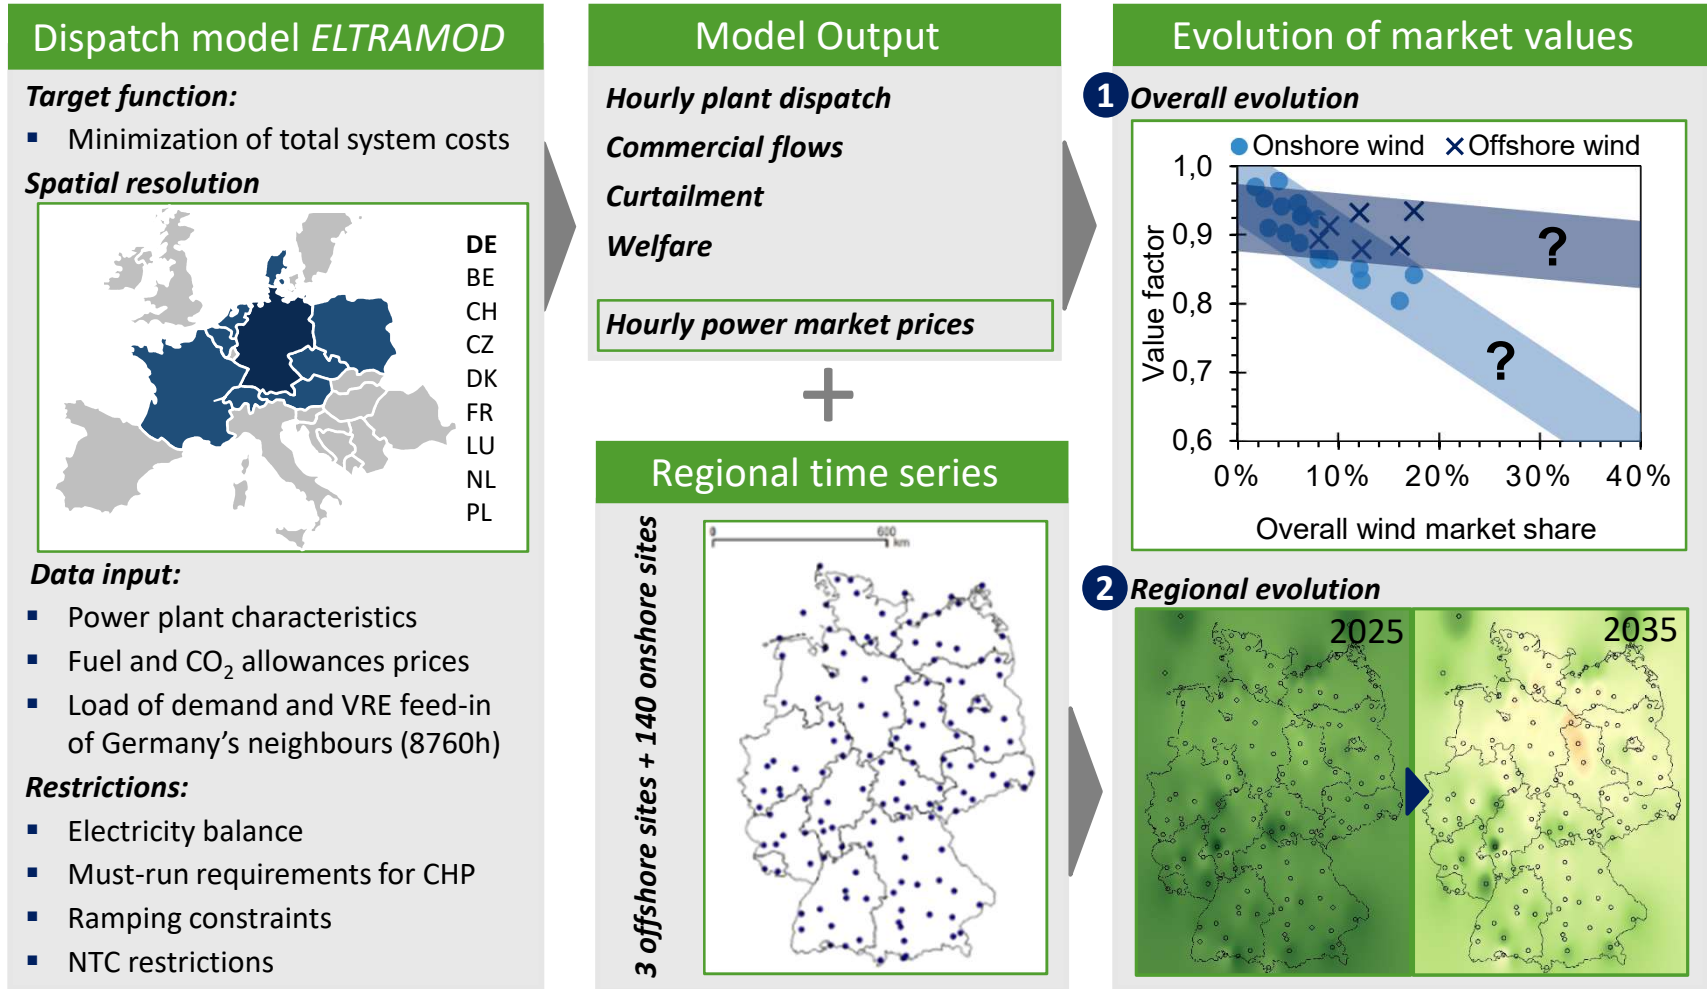 Dispatch model ELTRAMOD
Target function:
▪ Minimization of total system costs
Spatial resolution
DE
BE
CH
CZ
DK
FR
LU
NL
PL
Data input:
▪ Power plant characteristics
▪ Fuel and CO₂ allowances prices
▪ Load of demand and VRE feed-in
of Germany's neighbours (8760h)
Restrictions:
▪ Electricity balance
▪ Must-run requirements for CHP
▪ Ramping constraints
▪ NTC restrictions
Model Output
Hourly plant dispatch
Commercial flows
Curtailment
Welfare
Hourly power market prices
+
Regional time series
3 offshore sites + 140 onshore sites
0 600
km
Evolution of market values
1 Overall evolution
Onshore wind Offshore wind
1,0
0,9
0,8
0,7
0,6
Value factor
?
?
0% 10% 20% 30% 40%
Overall wind market share
2 Regional evolution
2025 2035